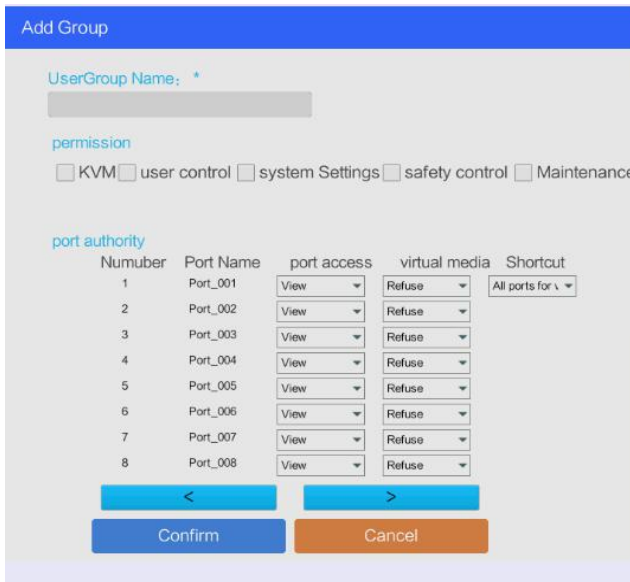 Add Group
UserGroup Name： *
permission
KVM user control system Settings safety control Maintenance
port authority
Numuber Port Name port access virtual media Shortcut
1 Port_001 View Refuse All ports for v
2 Port_002 View Refuse
3 Port_003 View Refuse
4 Port_004 View Refuse
5 Port_005 View Refuse
6 Port_006 View Refuse
7 Port_007 View Refuse
8 Port_008 View Refuse
< >
Confirm Cancel